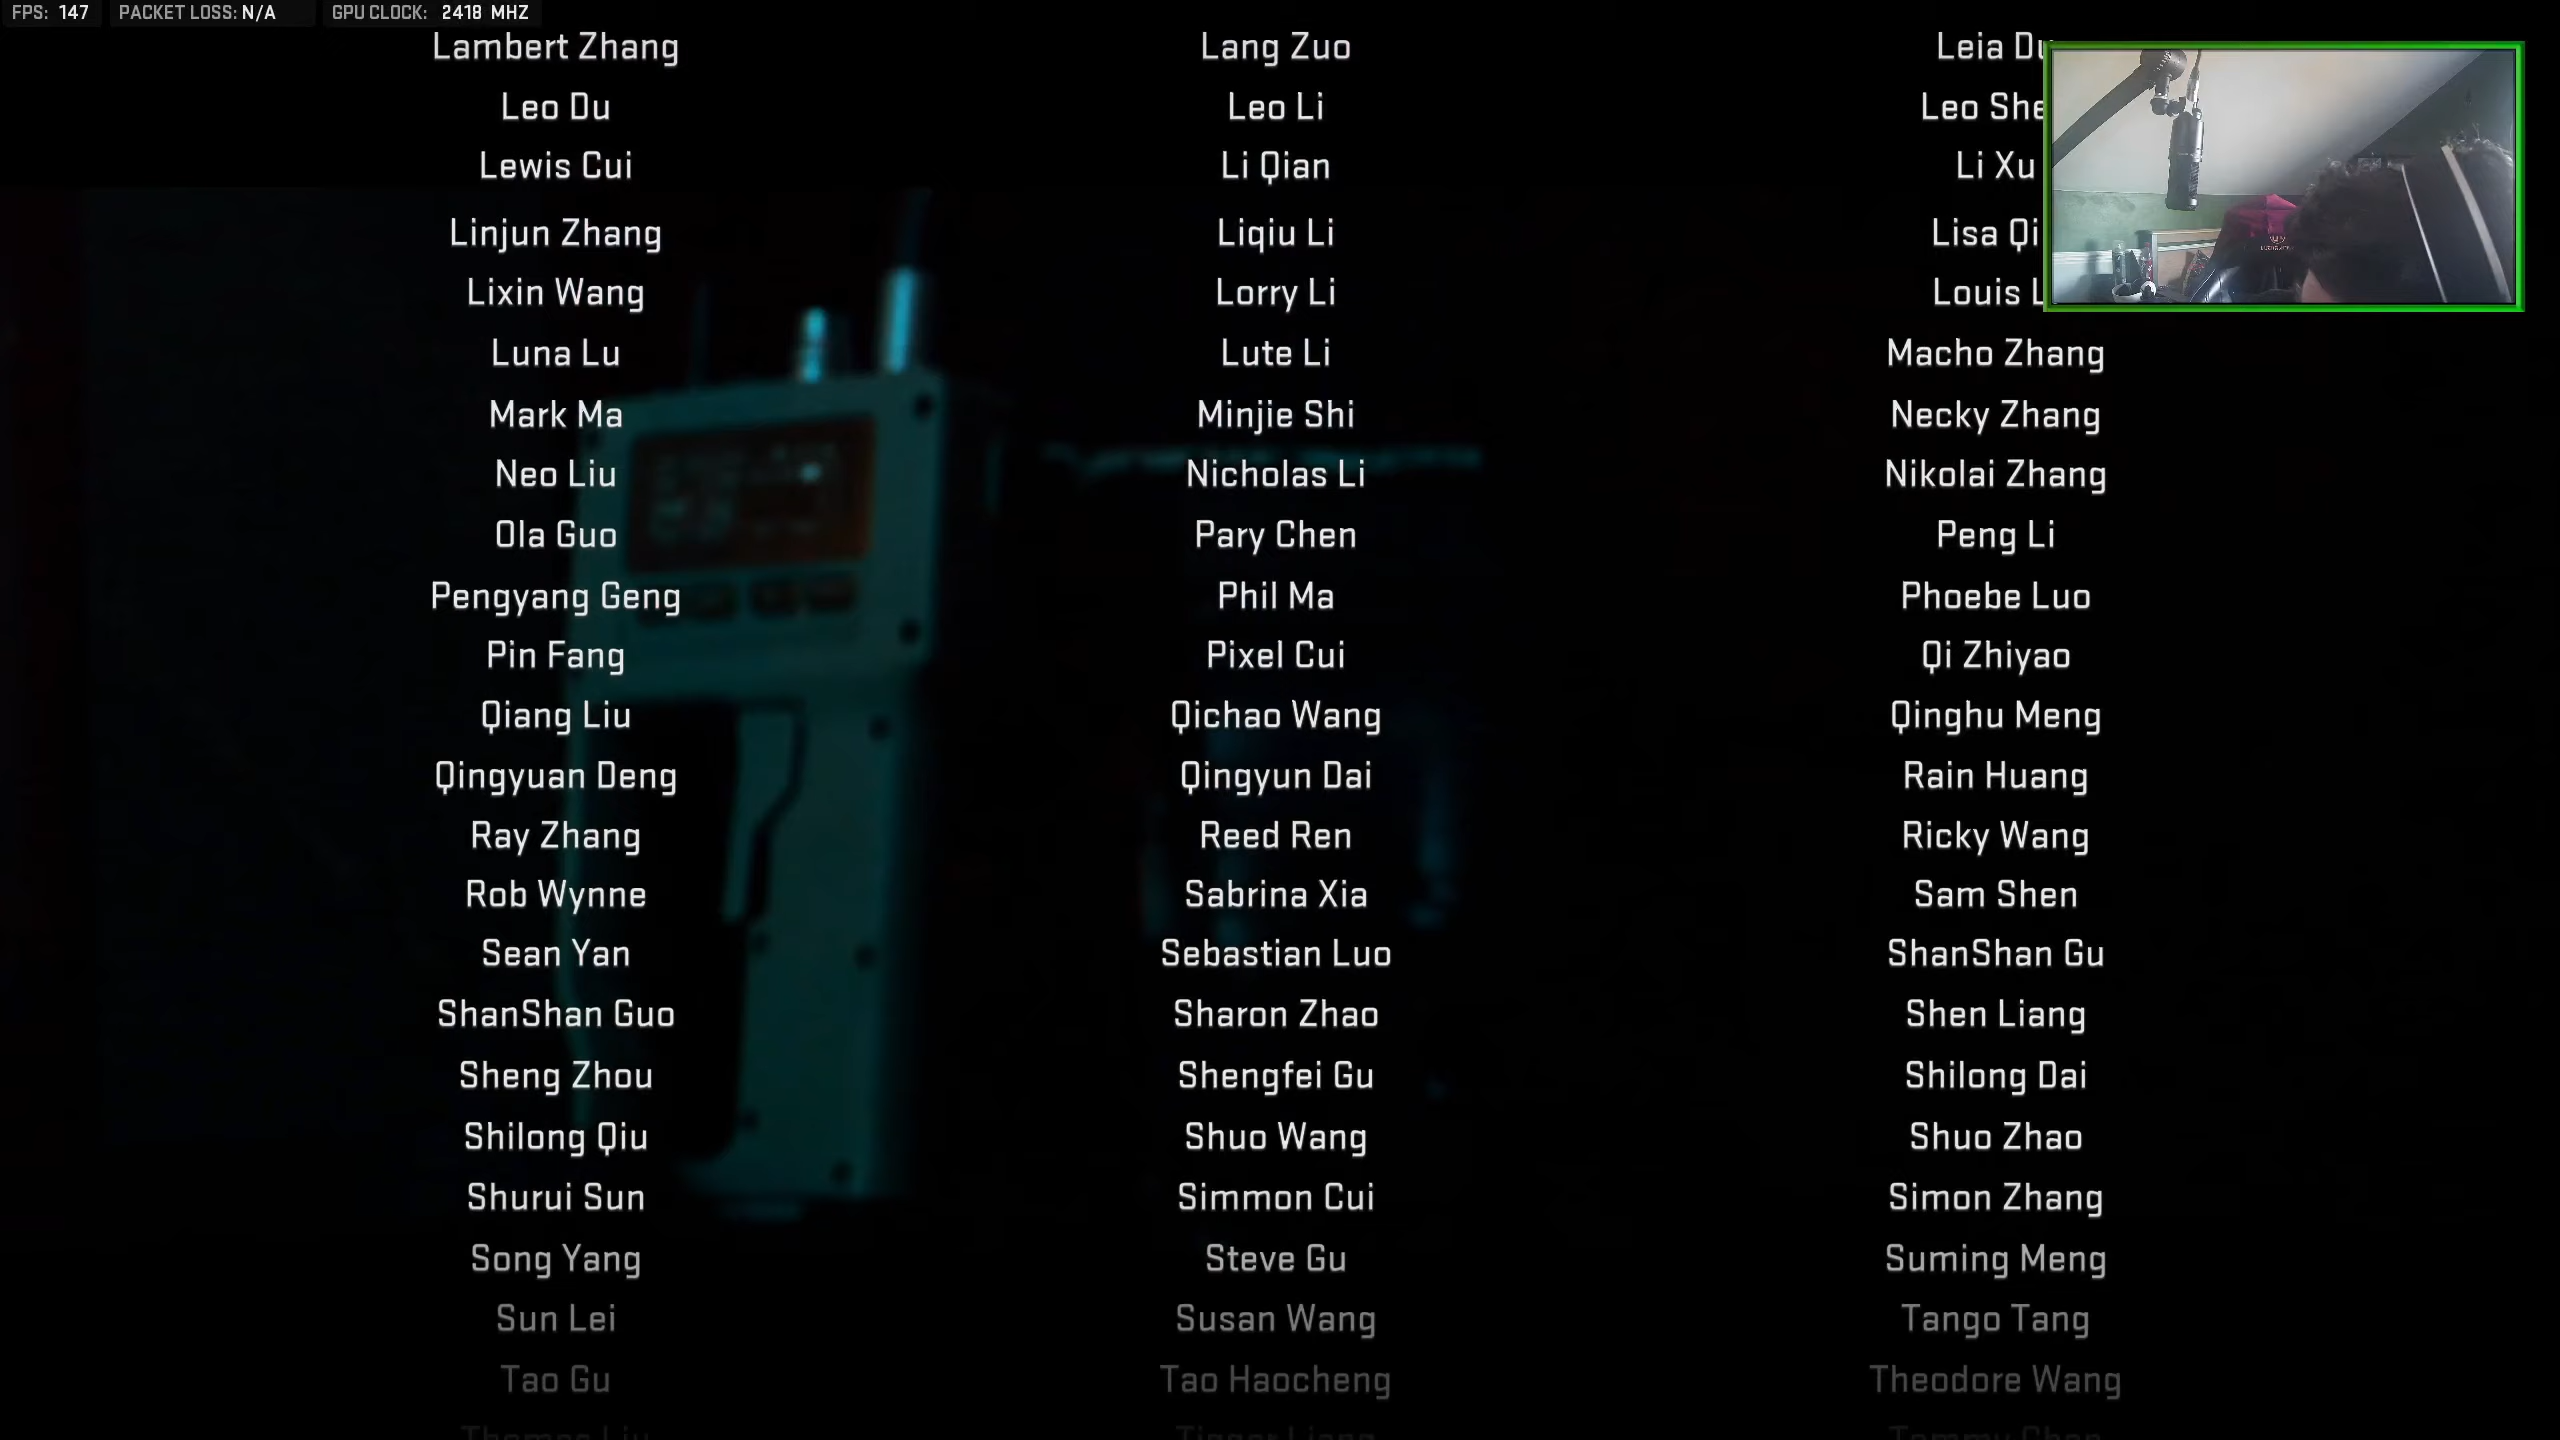 FPS: 147 PACKET LOSS: N/A GPU CLOCK: 2418 MHZ
Lambert Zhang Lang Zuo Leia Du
Leo Du Leo Li Leo She
Lewis Cui Li Qian Li Xu
Linjun Zhang Liqiu Li Lisa Qi
Lixin Wang Lorry Li Louis
Luna Lu Lute Li Macho Zhang
Mark Ma Minjie Shi Necky Zhang
Neo Liu Nicholas Li Nikolai Zhang
Ola Guo Pary Chen Peng Li
Pengyang Geng Phil Ma Phoebe Luo
Pin Fang Pixel Cui Qi Zhiyao
Qiang Liu Qichao Wang Qinghu Meng
Qingyuan Deng Qingyun Dai Rain Huang
Ray Zhang Reed Ren Ricky Wang
Rob Wynne Sabrina Xia Sam Shen
Sean Yan Sebastian Luo ShanShan Gu
ShanShan Guo Sharon Zhao Shen Liang
Sheng Zhou Shengfei Gu Shilong Dai
Shilong Qiu Shuo Wang Shuo Zhao
Shurui Sun Simmon Cui Simon Zhang
Song Yang Steve Gu Suming Meng
Sun Lei Susan Wang Tango Tang
Tao Gu Tao Haocheng Theodore Wang